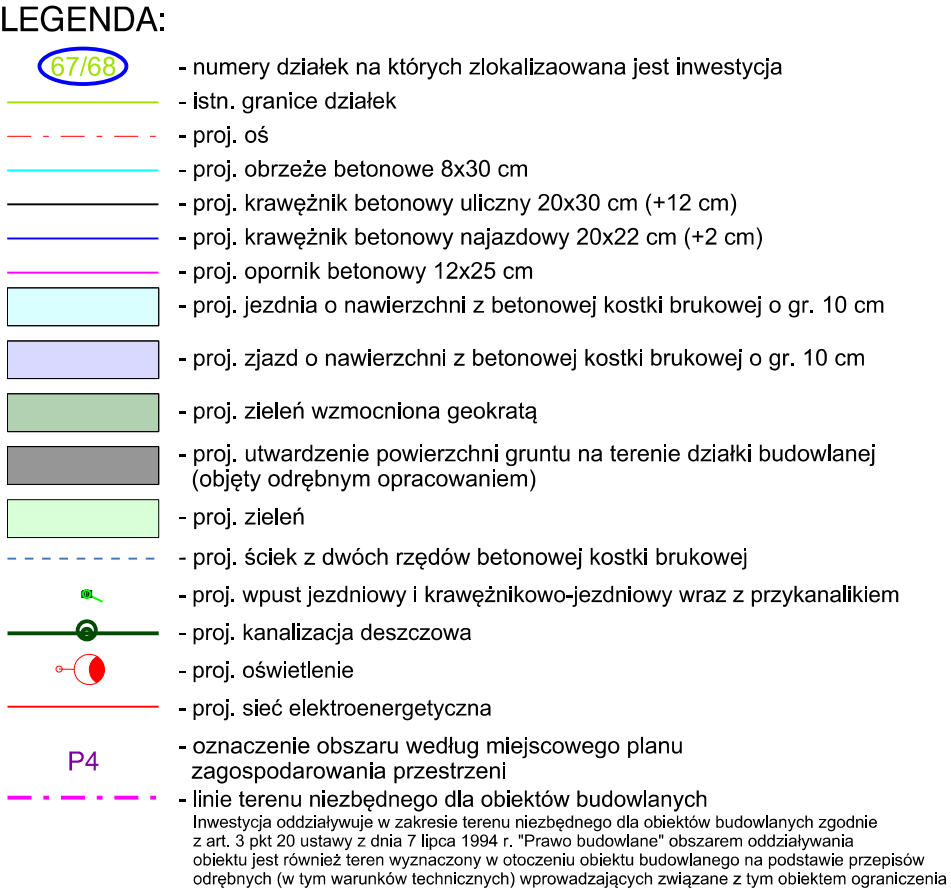 LEGENDA:
67/68 - numery działek na których zlokalizaowana jest inwestycja
- istn. granice działek
- proj. oś
- proj. obrzeże betonowe 8x30 cm
- proj. krawężnik betonowy uliczny 20x30 cm (+12 cm)
- proj. krawężnik betonowy najazdowy 20x22 cm (+2 cm)
- proj. opornik betonowy 12x25 cm
- proj. jezdnia o nawierzchni z betonowej kostki brukowej o gr. 10 cm
- proj. zjazd o nawierzchni z betonowej kostki brukowej o gr. 10 cm
- proj. zieleń wzmocniona geokratą
- proj. utwardzenie powierzchni gruntu na terenie działki budowlanej
(objęty odrębnym opracowaniem)
- proj. zieleń
- proj. ściek z dwóch rzędów betonowej kostki brukowej
- proj. wpust jezdniowy i krawężnikowo-jezdniowy wraz z przykanalikiem
- proj. kanalizacja deszczowa
- proj. oświetlenie
- proj. sieć elektroenergetyczna
P4 - oznaczenie obszaru według miejscowego planu
zagospodarowania przestrzeni
- linie terenu niezbędnego dla obiektów budowlanych
Inwestycja oddziaływuje w zakresie terenu niezbędnego dla obiektów budowlanych zgodnie
z art. 3 pkt 20 ustawy z dnia 7 lipca 1994 r. "Prawo budowlane" obszarem oddziaływania
obiektu jest również teren wyznaczony w otoczeniu obiektu budowlanego na podstawie przepisów
odrębnych (w tym warunków technicznych) wprowadzających związane z tym obiektem ograniczenia